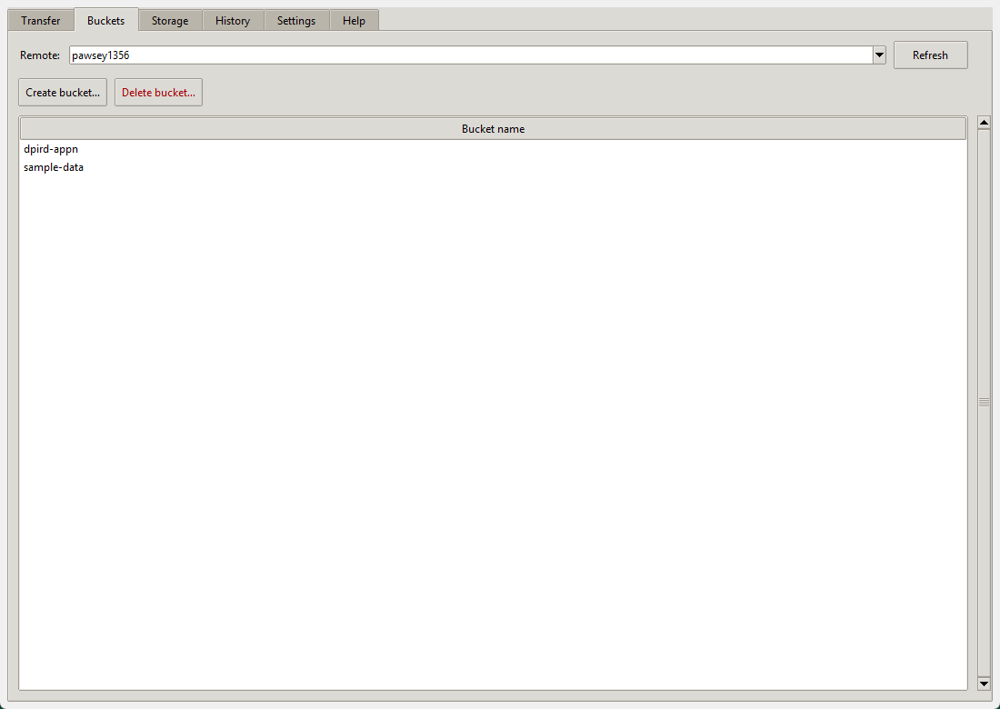 Transfer Buckets Storage History Settings Help
Remote: pawsey1356 Refresh
Create bucket... Delete bucket...
Bucket name
dpird-appn
sample-data